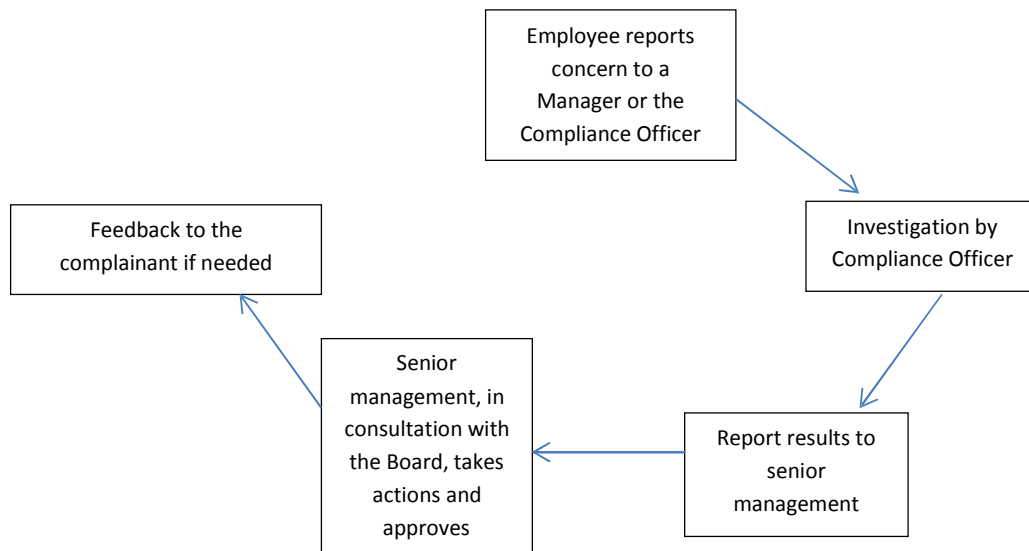 Employee reports
concern to a
Manager or the
Compliance Officer
Investigation by
Compliance Officer
Report results to
senior
management
Senior
management, in
consultation with
the Board, takes
actions and
approves
Feedback to the
complainant if needed